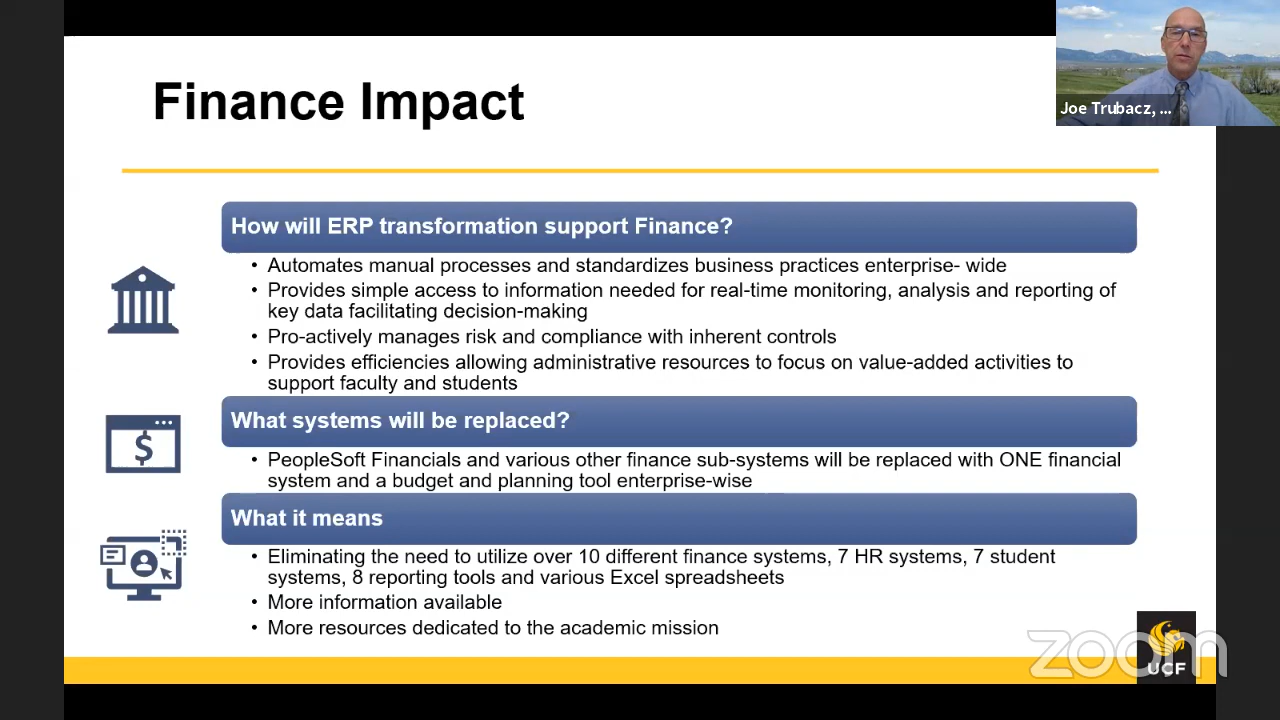 Finance Impact
Joe Trubacz, ...
How will ERP transformation support Finance?
• Automates manual processes and standardizes business practices enterprise- wide
• Provides simple access to information needed for real-time monitoring, analysis and reporting of
key data facilitating decision-making
• Pro-actively manages risk and compliance with inherent controls
• Provides efficiencies allowing administrative resources to focus on value-added activities to
support faculty and students
$
What systems will be replaced?
• PeopleSoft Financials and various other finance sub-systems will be replaced with ONE financial
system and a budget and planning tool enterprise-wise
What it means
• Eliminating the need to utilize over 10 different finance systems, 7 HR systems, 7 student
systems, 8 reporting tools and various Excel spreadsheets
• More information available
• More resources dedicated to the academic mission
zoom
UCF